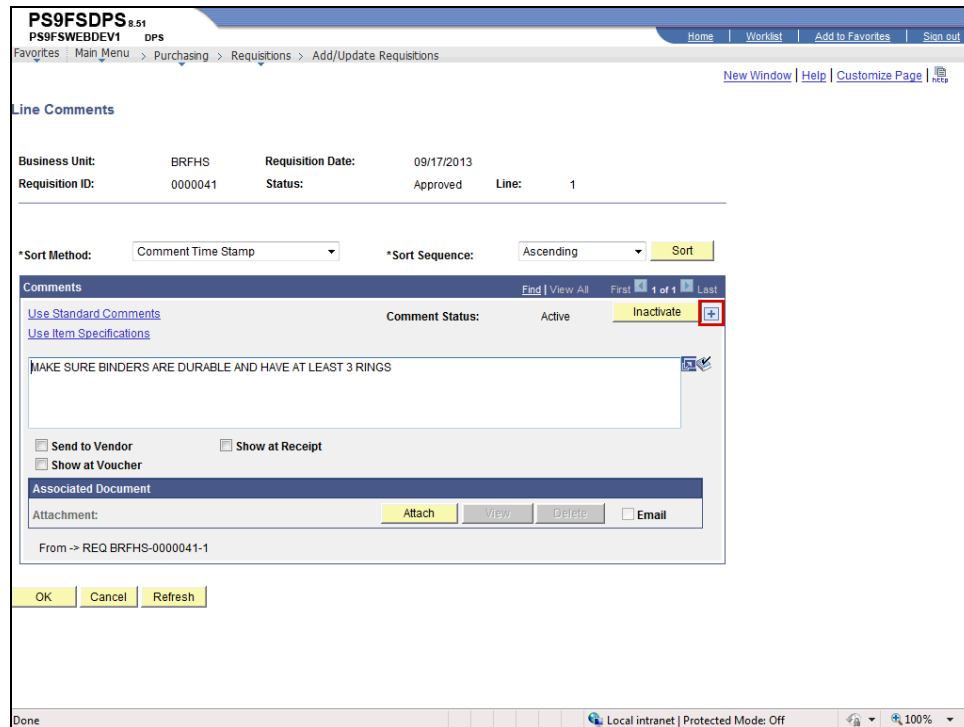 PS9FSDPS 8.51
PS9FSWEBDEV1 DPS
Home Worklist Add to Favorites Sign out
Favorites Main Menu > Purchasing > Requisitions > Add/Update Requisitions
New Window | Help | Customize Page | http
Line Comments
Business Unit: BRFHS Requisition Date: 09/17/2013
Requisition ID: 0000041 Status: Approved Line: 1
*Sort Method: Comment Time Stamp *Sort Sequence: Ascending Sort
Comments Find | View All First 1 of 1 Last
Use Standard Comments Comment Status: Active Inactivate
Use Item Specifications
MAKE SURE BINDERS ARE DURABLE AND HAVE AT LEAST 3 RINGS
Send to Vendor Show at Receipt
Show at Voucher
Associated Document
Attachment: Attach View Delete Email
From -> REQ BRFHS-0000041-1
OK Cancel Refresh
Done Local intranet | Protected Mode: Off 100%